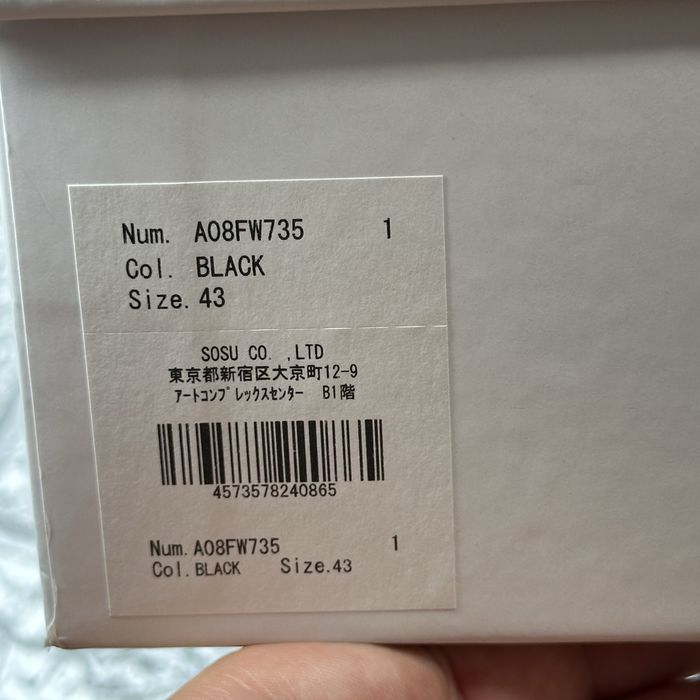 Num. A08FW735 1
Col. BLACK
Size. 43
SOSU CO. ,LTD
東京都新宿区大京町12-9
ｱｰﾄｺﾝﾌﾟﾚｯｸｽｾﾝﾀｰ B1階
4573578240865
Num. A08FW735 1
Col. BLACK Size. 43